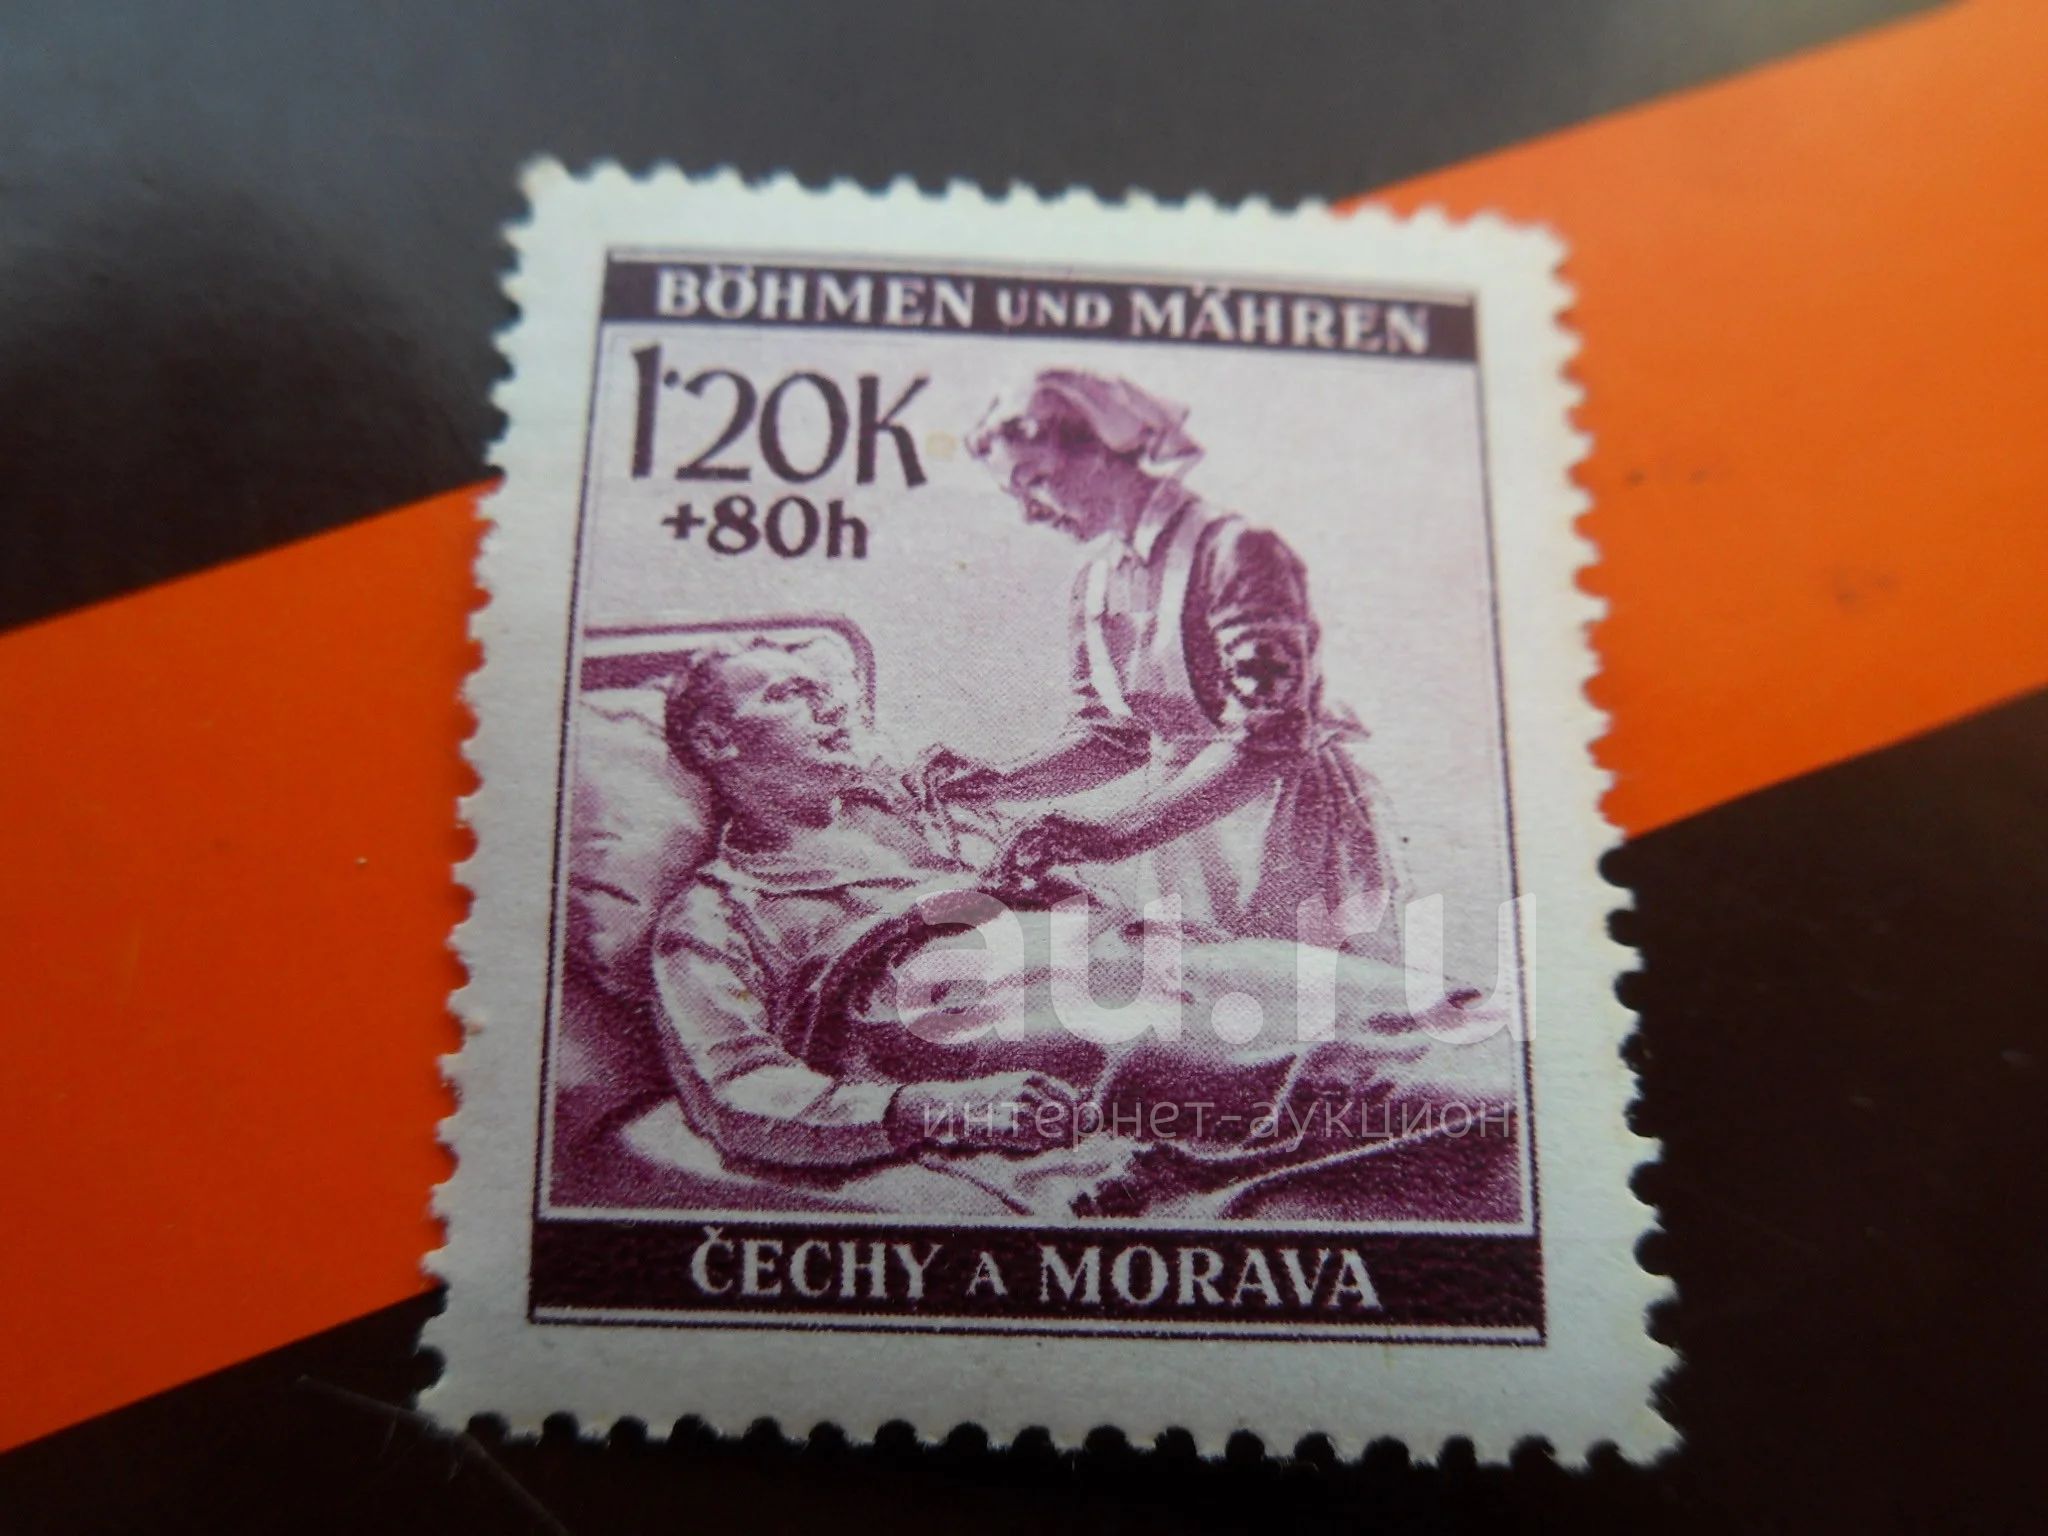 BÖHMEN UND MÄHREN
1·20K
+80h
au.ru
интернет-аукцион
ČECHY A MORAVA